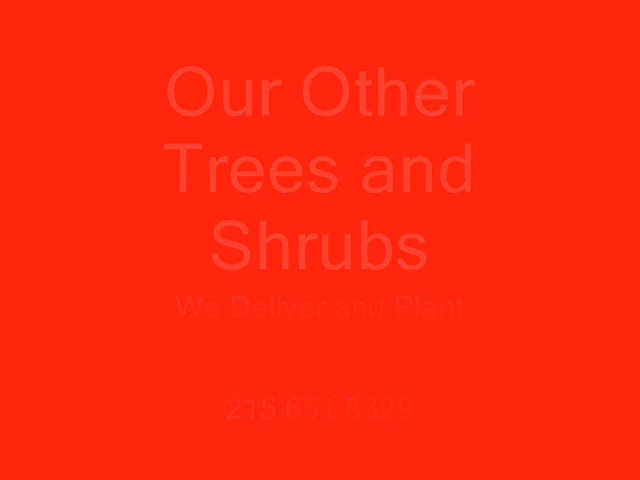 Our Other
Trees and
Shrubs
We Deliver and Plant
215 651 8329